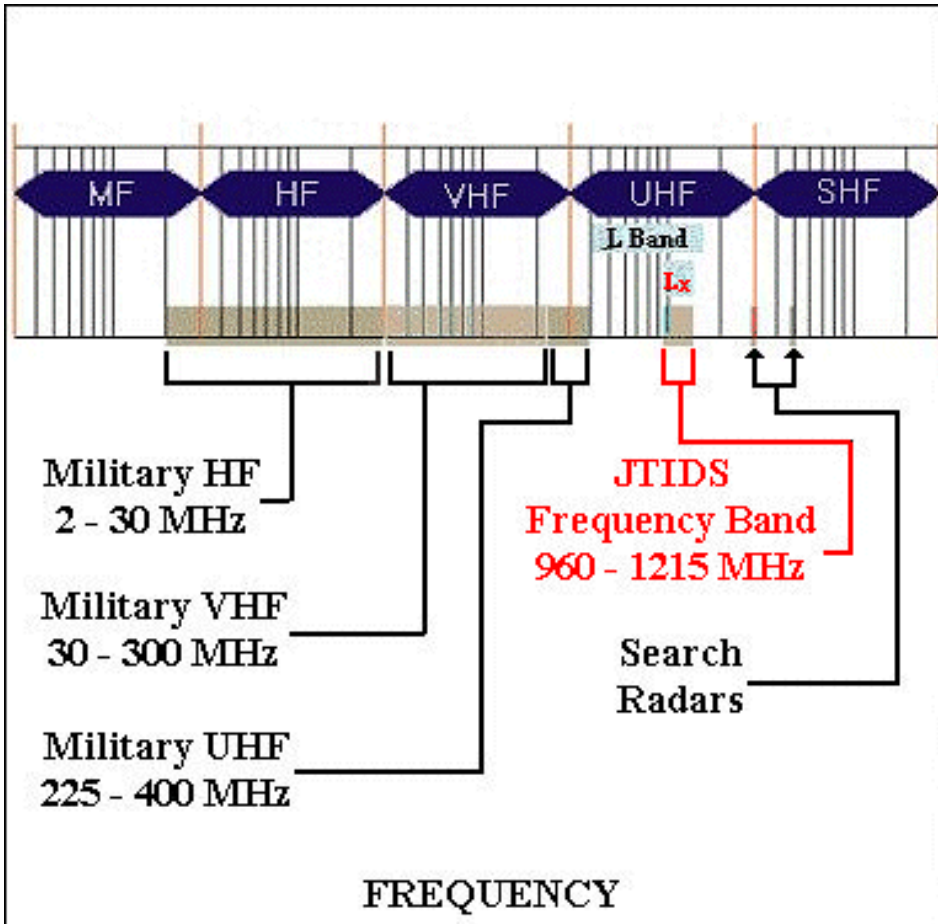 MF HF VHF UHF SHF
L Band
Lx
Military HF
2 - 30 MHz
JTIDS
Frequency Band
960 - 1215 MHz
Military VHF
30 - 300 MHz
Search
Radars
Military UHF
225 - 400 MHz
FREQUENCY